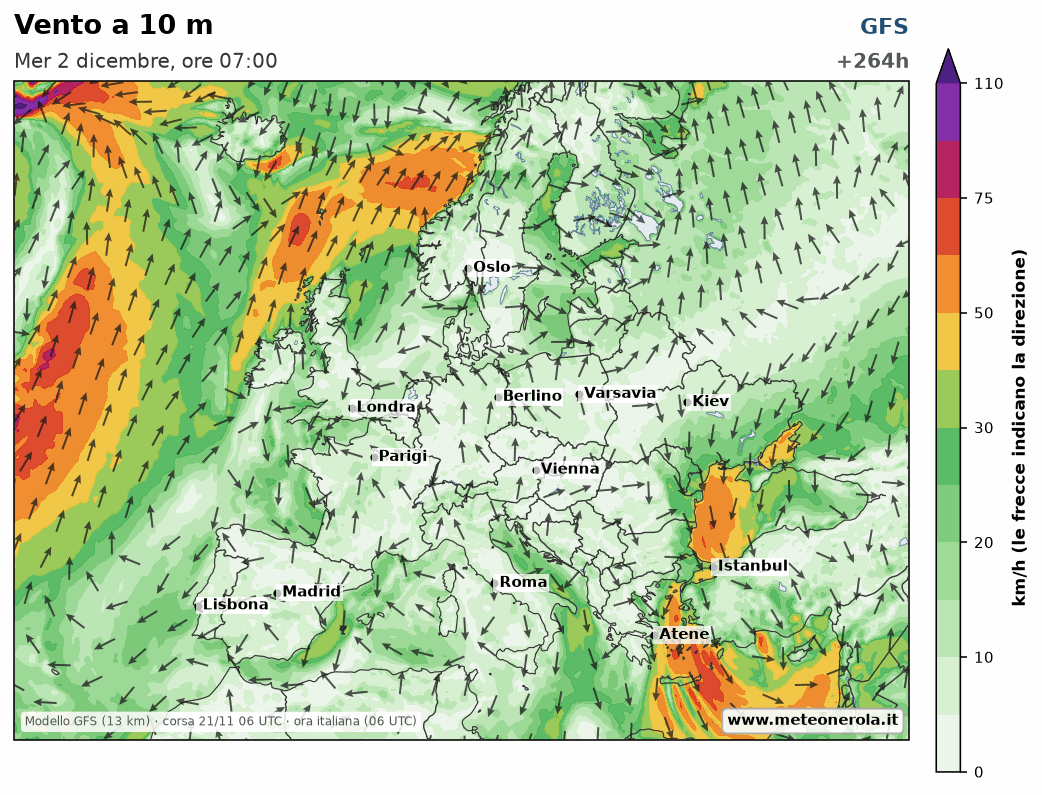 Vento a 10 m
GFS
Mer 2 dicembre, ore 07:00
+264h
110
75
50
30
20
10
0
km/h (le frecce indicano la direzione)
Oslo
Berlino
Varsavia
Kiev
Londra
Parigi
Vienna
Istanbul
Roma
Madrid
Lisbona
Atene
Modello GFS (13 km) · corsa 21/11 06 UTC · ora italiana (06 UTC)
www.meteonerola.it